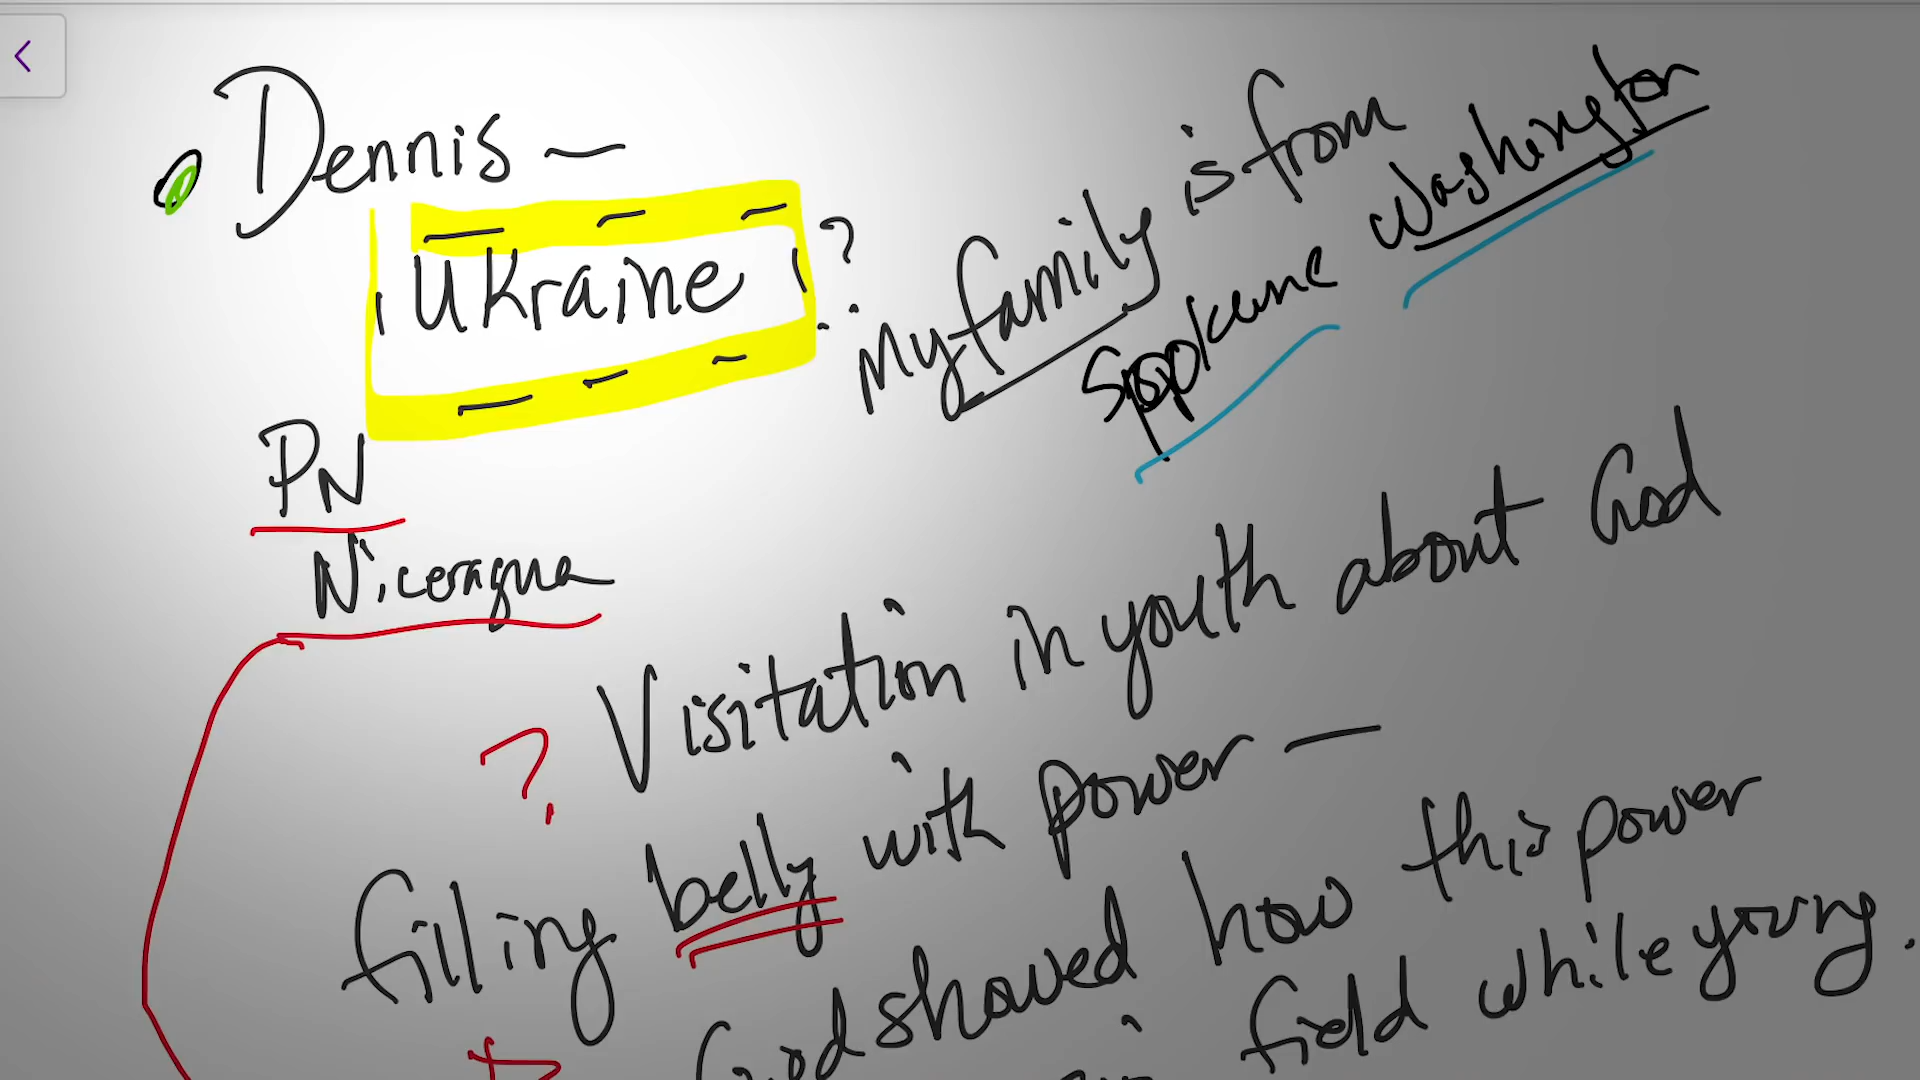 Dennis —
Ukraine ?
My family is from
Spokane Washington
PN
Niceragua
? Visitation in youth about God
filling belly with power —
God showed how this power
field while young.